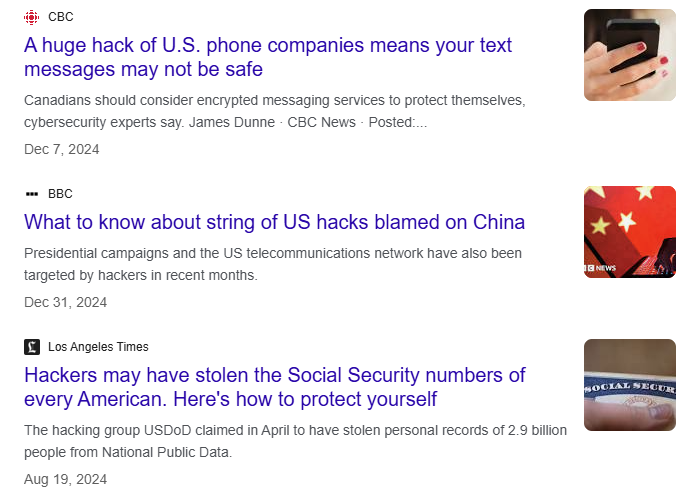 CBC
A huge hack of U.S. phone companies means your text
messages may not be safe
Canadians should consider encrypted messaging services to protect themselves,
cybersecurity experts say. James Dunne · CBC News · Posted:...
Dec 7, 2024
BBC
What to know about string of US hacks blamed on China
Presidential campaigns and the US telecommunications network have also been
targeted by hackers in recent months.
Dec 31, 2024
NEWS
Los Angeles Times
Hackers may have stolen the Social Security numbers of
every American. Here's how to protect yourself
The hacking group USDoD claimed in April to have stolen personal records of 2.9 billion
people from National Public Data.
Aug 19, 2024
SOCIAL SECUR